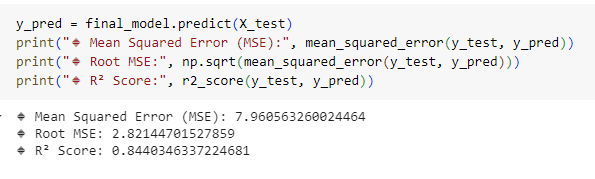 y_pred = final_model.predict(X_test)
print("🔹 Mean Squared Error (MSE):", mean_squared_error(y_test, y_pred))
print("🔹 Root MSE:", np.sqrt(mean_squared_error(y_test, y_pred)))
print("🔹 R² Score:", r2_score(y_test, y_pred))
🔹 Mean Squared Error (MSE): 7.960563260024464
🔹 Root MSE: 2.82144701527859
🔹 R² Score: 0.8440346337224681